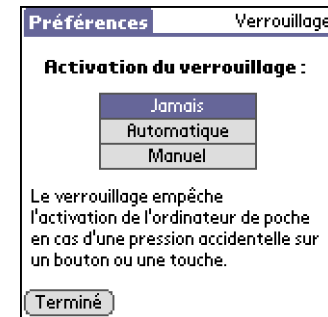 Préférences Verrouillage
Activation du verrouillage :
Jamais
Automatique
Manuel
Le verrouillage empêche
l'activation de l'ordinateur de poche
en cas d'une pression accidentelle sur
un bouton ou une touche.
Terminé